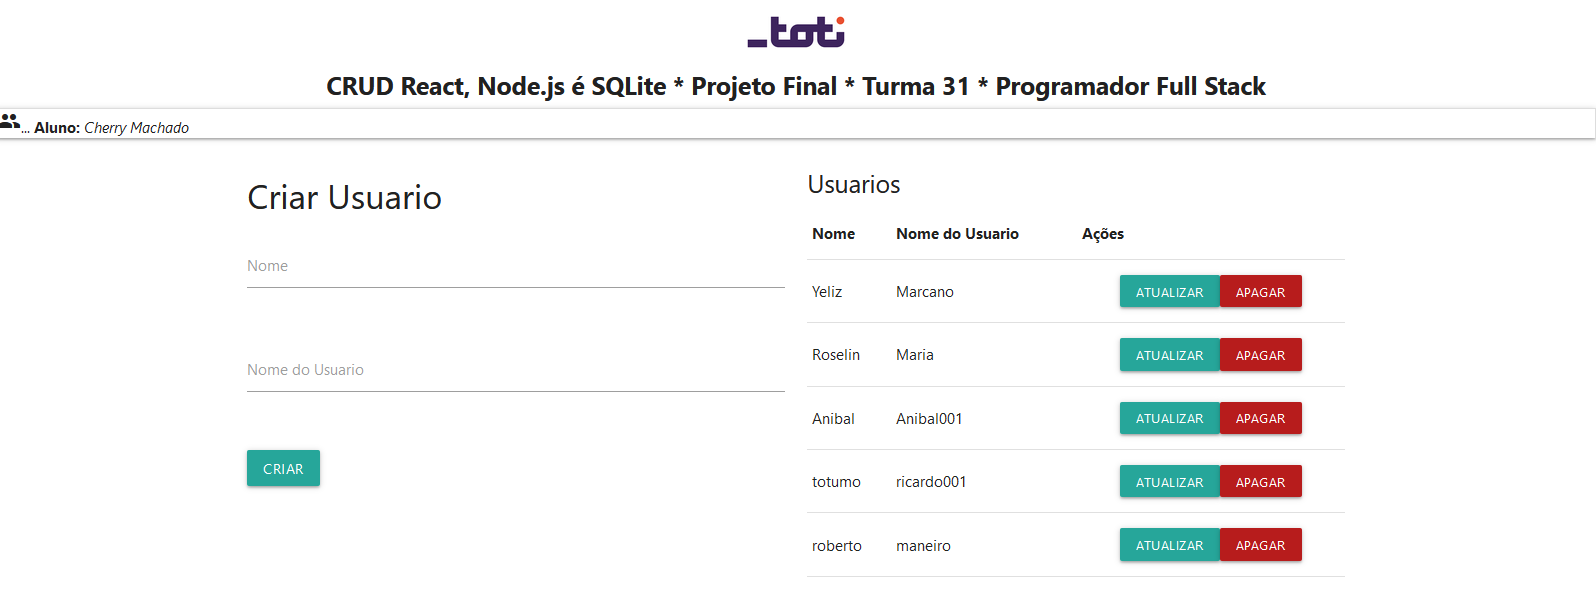 _toti
CRUD React, Node.js é SQLite * Projeto Final * Turma 31 * Programador Full Stack
... Aluno: Cherry Machado
Criar Usuario
Nome
Nome do Usuario
CRIAR
Usuarios
Nome Nome do Usuario Ações
Yeliz Marcano ATUALIZAR APAGAR
Roselin Maria ATUALIZAR APAGAR
Anibal Anibal001 ATUALIZAR APAGAR
totumo ricardo001 ATUALIZAR APAGAR
roberto maneiro ATUALIZAR APAGAR